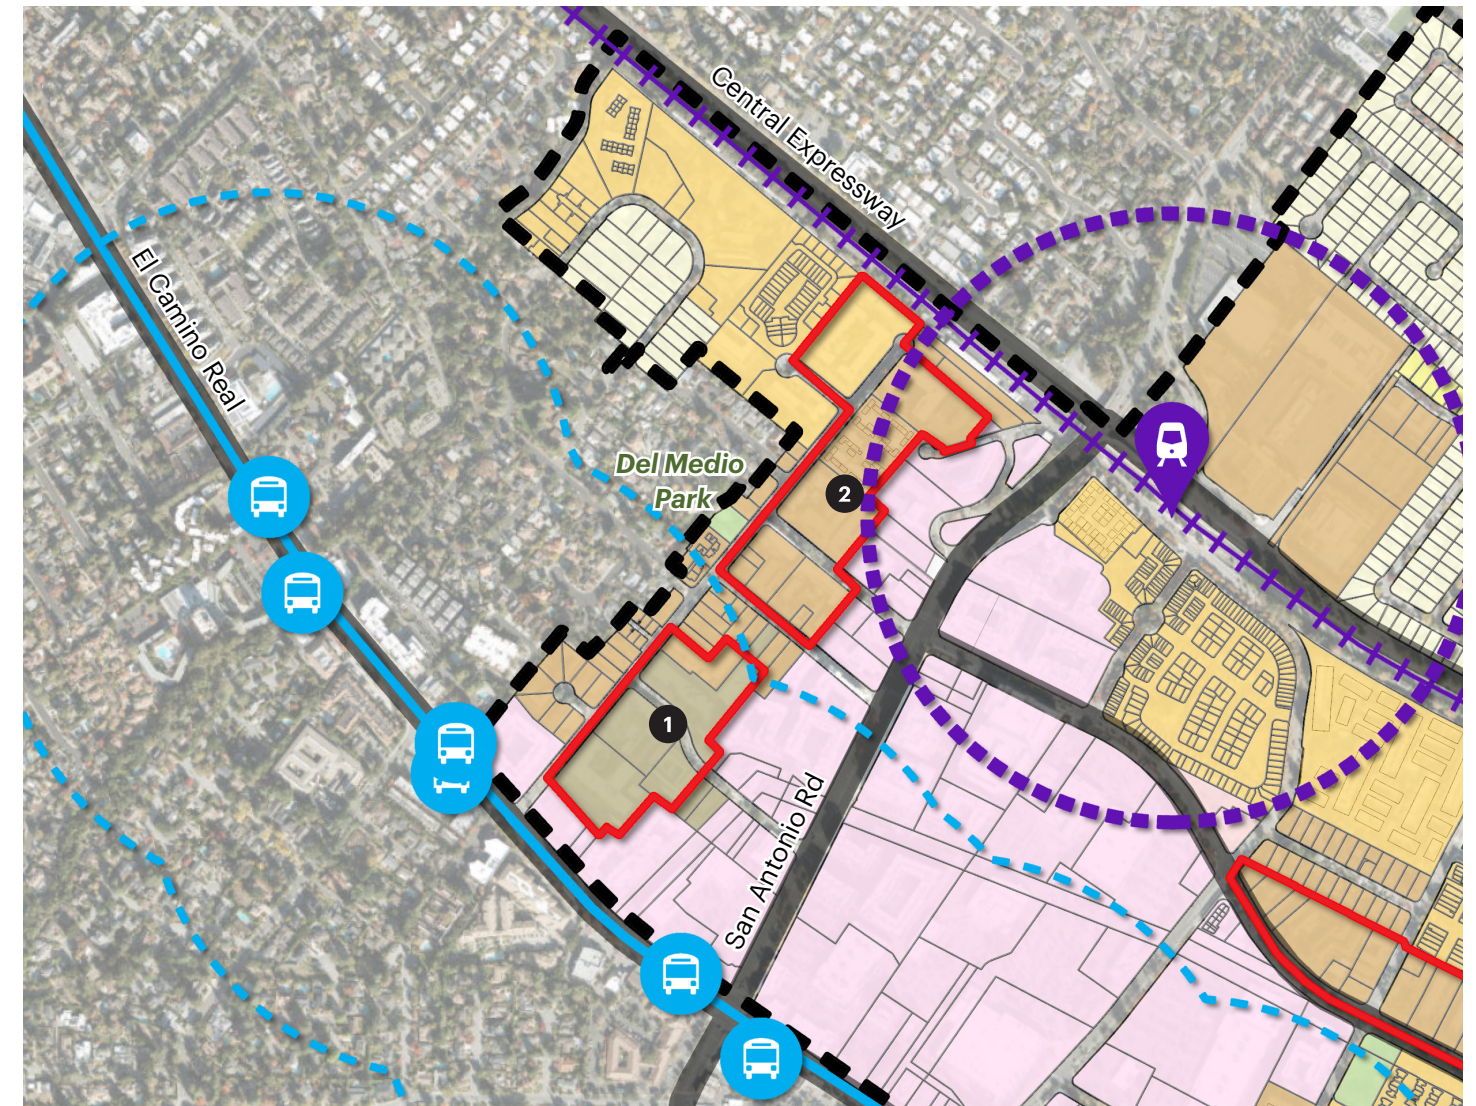 Central Expressway
El Camino Real
Del Medio
Park
2
1
San Antonio Rd